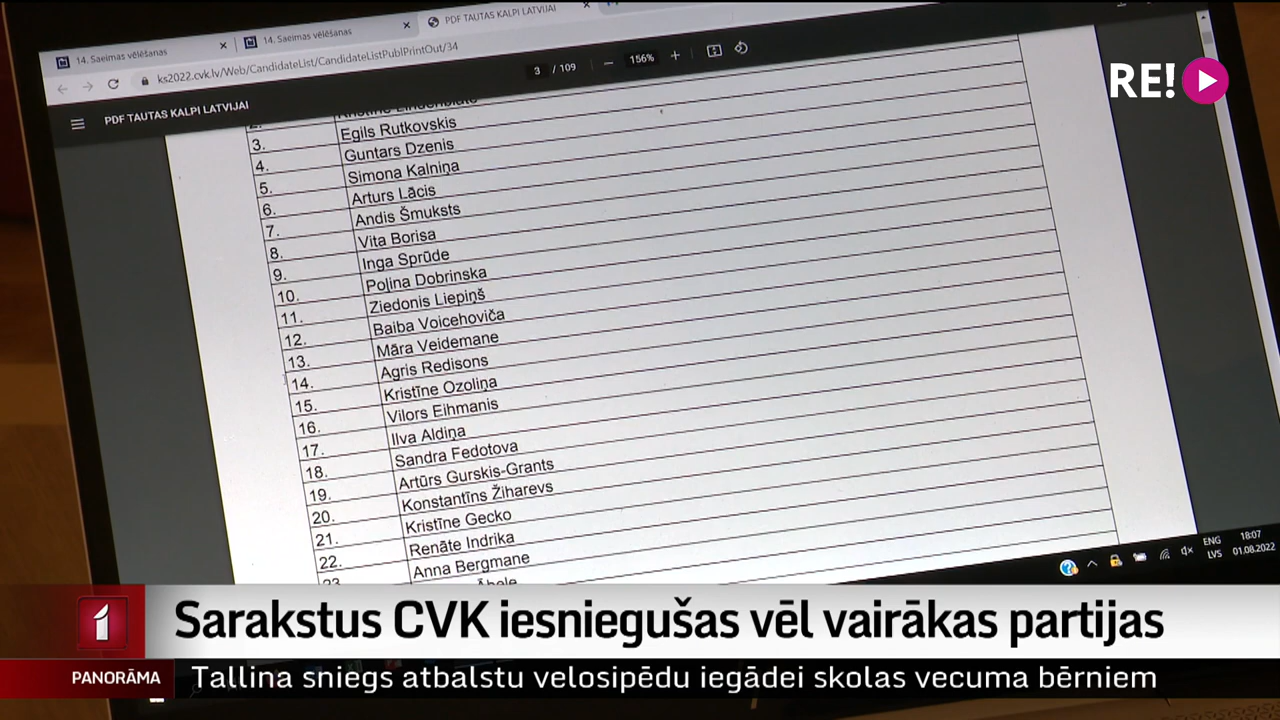 14. Saeimas vēlēšanas
14. Saeimas vēlēšanas
PDF TAUTAS KALPI LATVIJAI
ks2022.cvk.lv/Web/CandidateList/CandidateListPublPrintOut/34
PDF TAUTAS KALPI LATVIJAI
3 / 109
156%
RE!
2.
3. Egils Rutkovskis
4. Guntars Dzenis
5. Simona Kalniņa
6. Arturs Lācis
7. Andis Šmuksts
8. Vita Borisa
9. Inga Sprūde
10. Poļina Dobrinska
11. Ziedonis Liepiņš
12. Baiba Voicehoviča
13. Māra Veidemane
14. Agris Redisons
15. Kristīne Ozoliņa
16. Vilors Eihmanis
17. Ilva Aldiņa
18. Sandra Fedotova
19. Artūrs Gurskis-Grants
20. Konstantīns Žiharevs
21. Kristīne Gecko
22. Renāte Indrika
23. Anna Bergmane
ENG
LVS
18:07
01.08.2022
1
Sarakstus CVK iesniegušas vēl vairākas partijas
PANORĀMA
Tallina sniegs atbalstu velosipēdu iegādei skolas vecuma bērniem